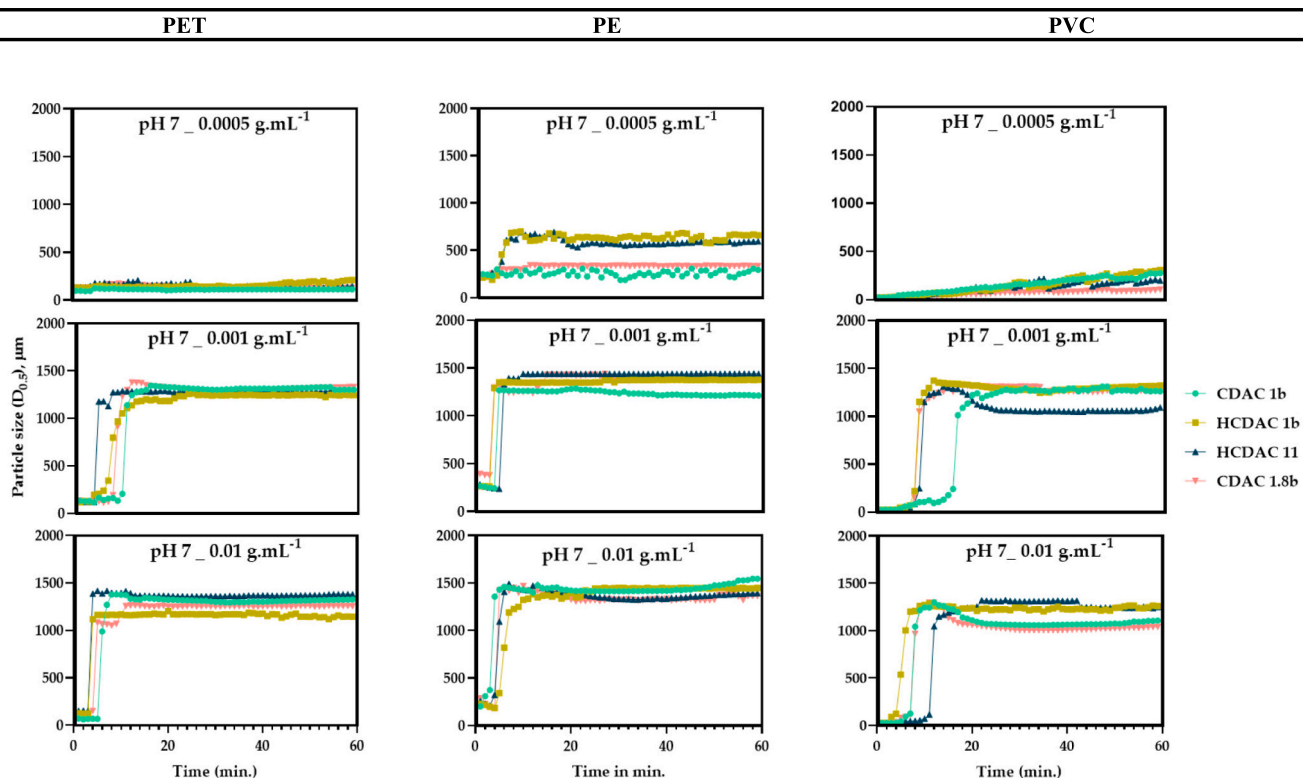 PET PE PVC
pH 7 _ 0.0005 g.mL⁻¹
2000
1500
1000
500
0
pH 7 _ 0.0005 g.mL⁻¹
2000
1500
1000
500
0
pH 7 _ 0.0005 g.mL⁻¹
2000
1500
1000
500
0
Particle size (D₀.₅), µm
pH 7 _ 0.001 g.mL⁻¹
2000
1500
1000
500
0
pH 7 _ 0.001 g.mL⁻¹
2000
1500
1000
500
0
pH 7 _ 0.001 g.mL⁻¹
2000
1500
1000
500
0
CDAC 1b
HCDAC 1b
HCDAC 11
CDAC 1.8b
pH 7 _ 0.01 g.mL⁻¹
2000
1500
1000
500
0
0 20 40 60
Time (min.)
pH 7 _ 0.01 g.mL⁻¹
2000
1500
1000
500
0
0 20 40 60
Time in min.
pH 7_ 0.01 g.mL⁻¹
2000
1500
1000
500
0
0 20 40 60
Time (min.)